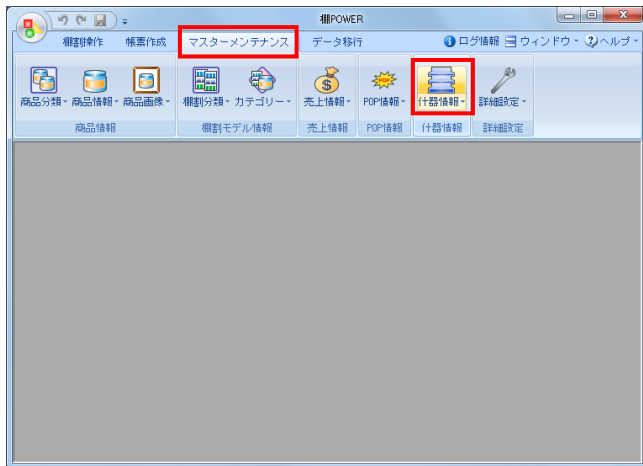 棚POWER
棚割操作 帳票作成 マスターメンテナンス データ移行 ログ情報 ウィンドウ ヘルプ
商品分類 商品情報 商品画像 棚割分類 カテゴリー 売上情報 POP POP情報 什器情報 詳細設定
商品情報 棚割モデル情報 売上情報 POP情報 什器情報 詳細設定